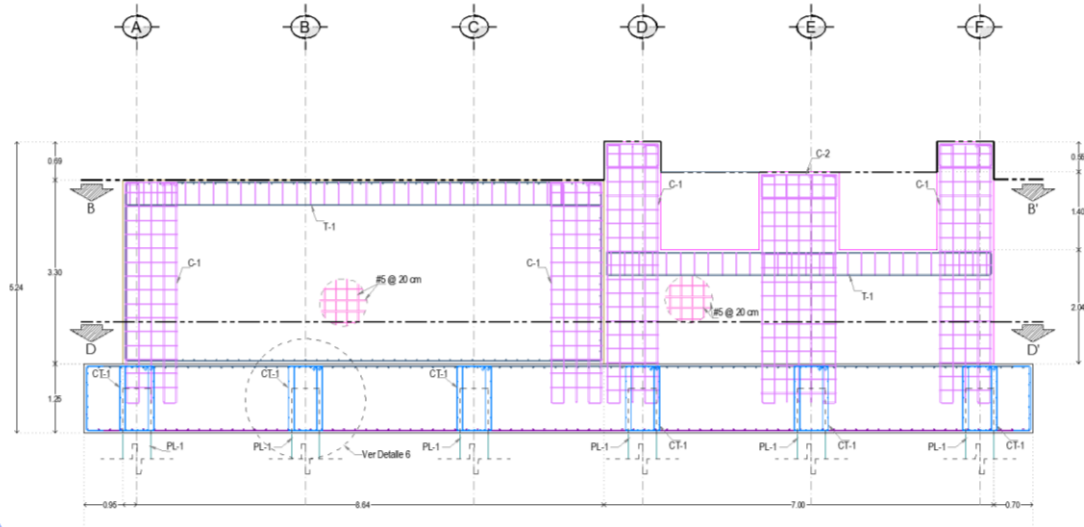 A B C D E F
0.69
C-2
0.56
B
C-1
C-1
B'
T-1
1.40
C-1
C-1
5.24
3.30
#5 @ 20 cm
T-1
#5 @ 20 cm
2.04
D
D'
CT-1
CT-1
CT-1
1.25
PL-1
PL-1
PL-1
PL-1
CT-1
PL-1
CT-1
PL-1
CT-1
Ver Detalle 6
0.95
8.64
7.00
0.70